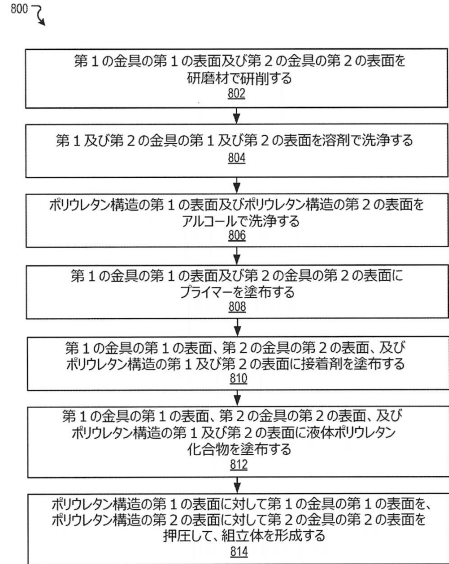 800
第１の金具の第１の表面及び第２の金具の第２の表面を
研磨材で研削する
802
第１及び第２の金具の第１及び第２の表面を溶剤で洗浄する
804
ポリウレタン構造の第１の表面及びポリウレタン構造の第２の表面を
アルコールで洗浄する
806
第１の金具の第１の表面及び第２の金具の第２の表面に
プライマーを塗布する
808
第１の金具の第１の表面、第２の金具の第２の表面、及び
ポリウレタン構造の第１及び第２の表面に接着剤を塗布する
810
第１の金具の第１の表面、第２の金具の第２の表面、及び
ポリウレタン構造の第１及び第２の表面に液体ポリウレタン
化合物を塗布する
812
ポリウレタン構造の第１の表面に対して第１の金具の第１の表面を、
ポリウレタン構造の第２の表面に対して第２の金具の第２の表面を
押圧して、組立体を形成する
814